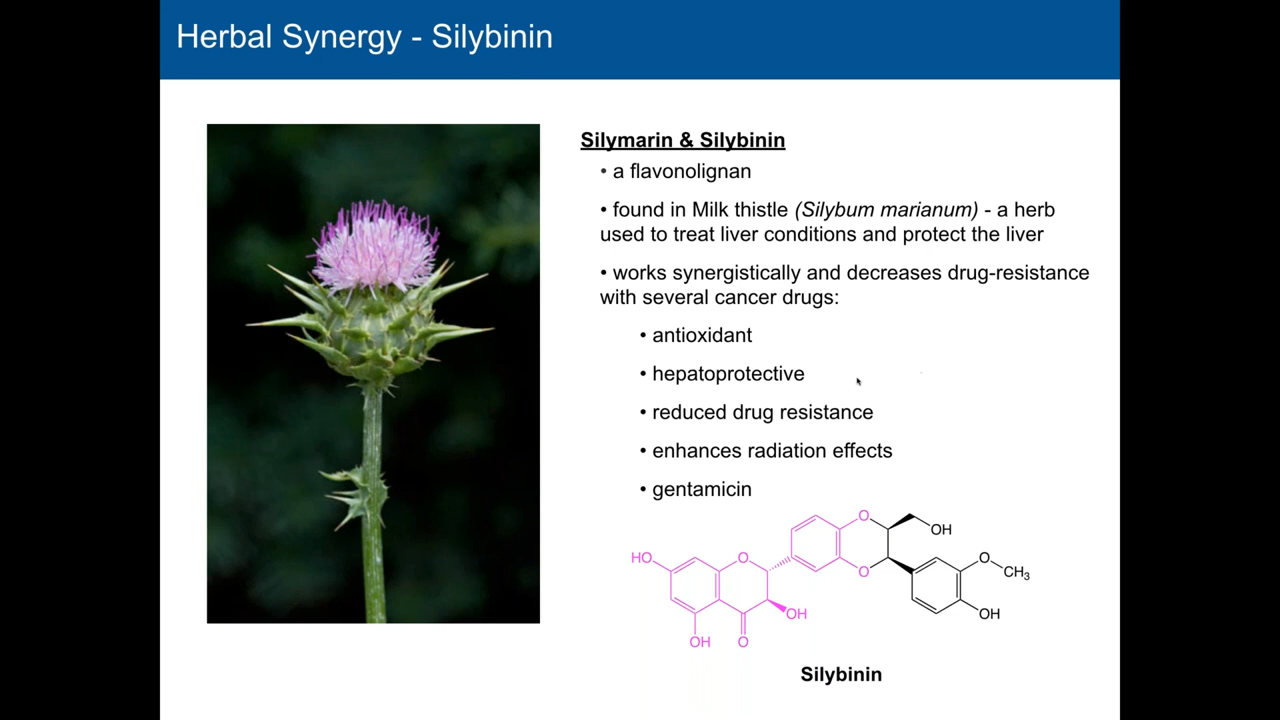 Herbal Synergy - Silybinin
Silymarin & Silybinin
• a flavonolignan
• found in Milk thistle (Silybum marianum) - a herb
used to treat liver conditions and protect the liver
• works synergistically and decreases drug-resistance
with several cancer drugs:
• antioxidant
• hepatoprotective
• reduced drug resistance
• enhances radiation effects
• gentamicin
O
OH
HO
O
O
O
CH3
OH
OH
OH
O
Silybinin